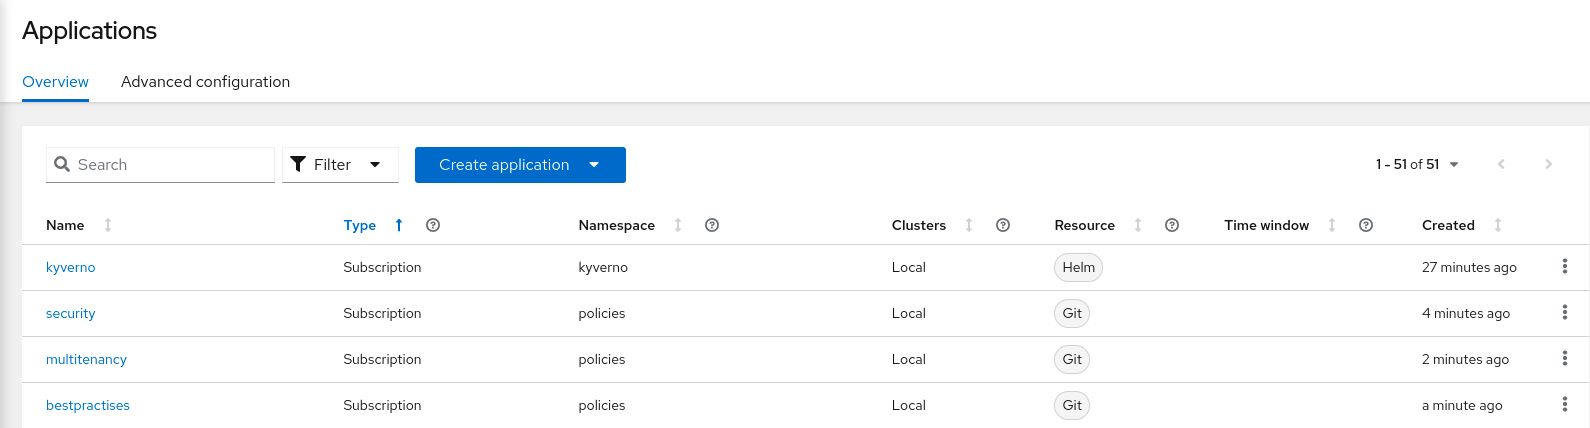 Applications
Overview Advanced configuration
Search Filter Create application 1 - 51 of 51
Name Type Namespace Clusters Resource Time window Created
kyverno Subscription kyverno Local Helm 27 minutes ago
security Subscription policies Local Git 4 minutes ago
multitenancy Subscription policies Local Git 2 minutes ago
bestpractises Subscription policies Local Git a minute ago